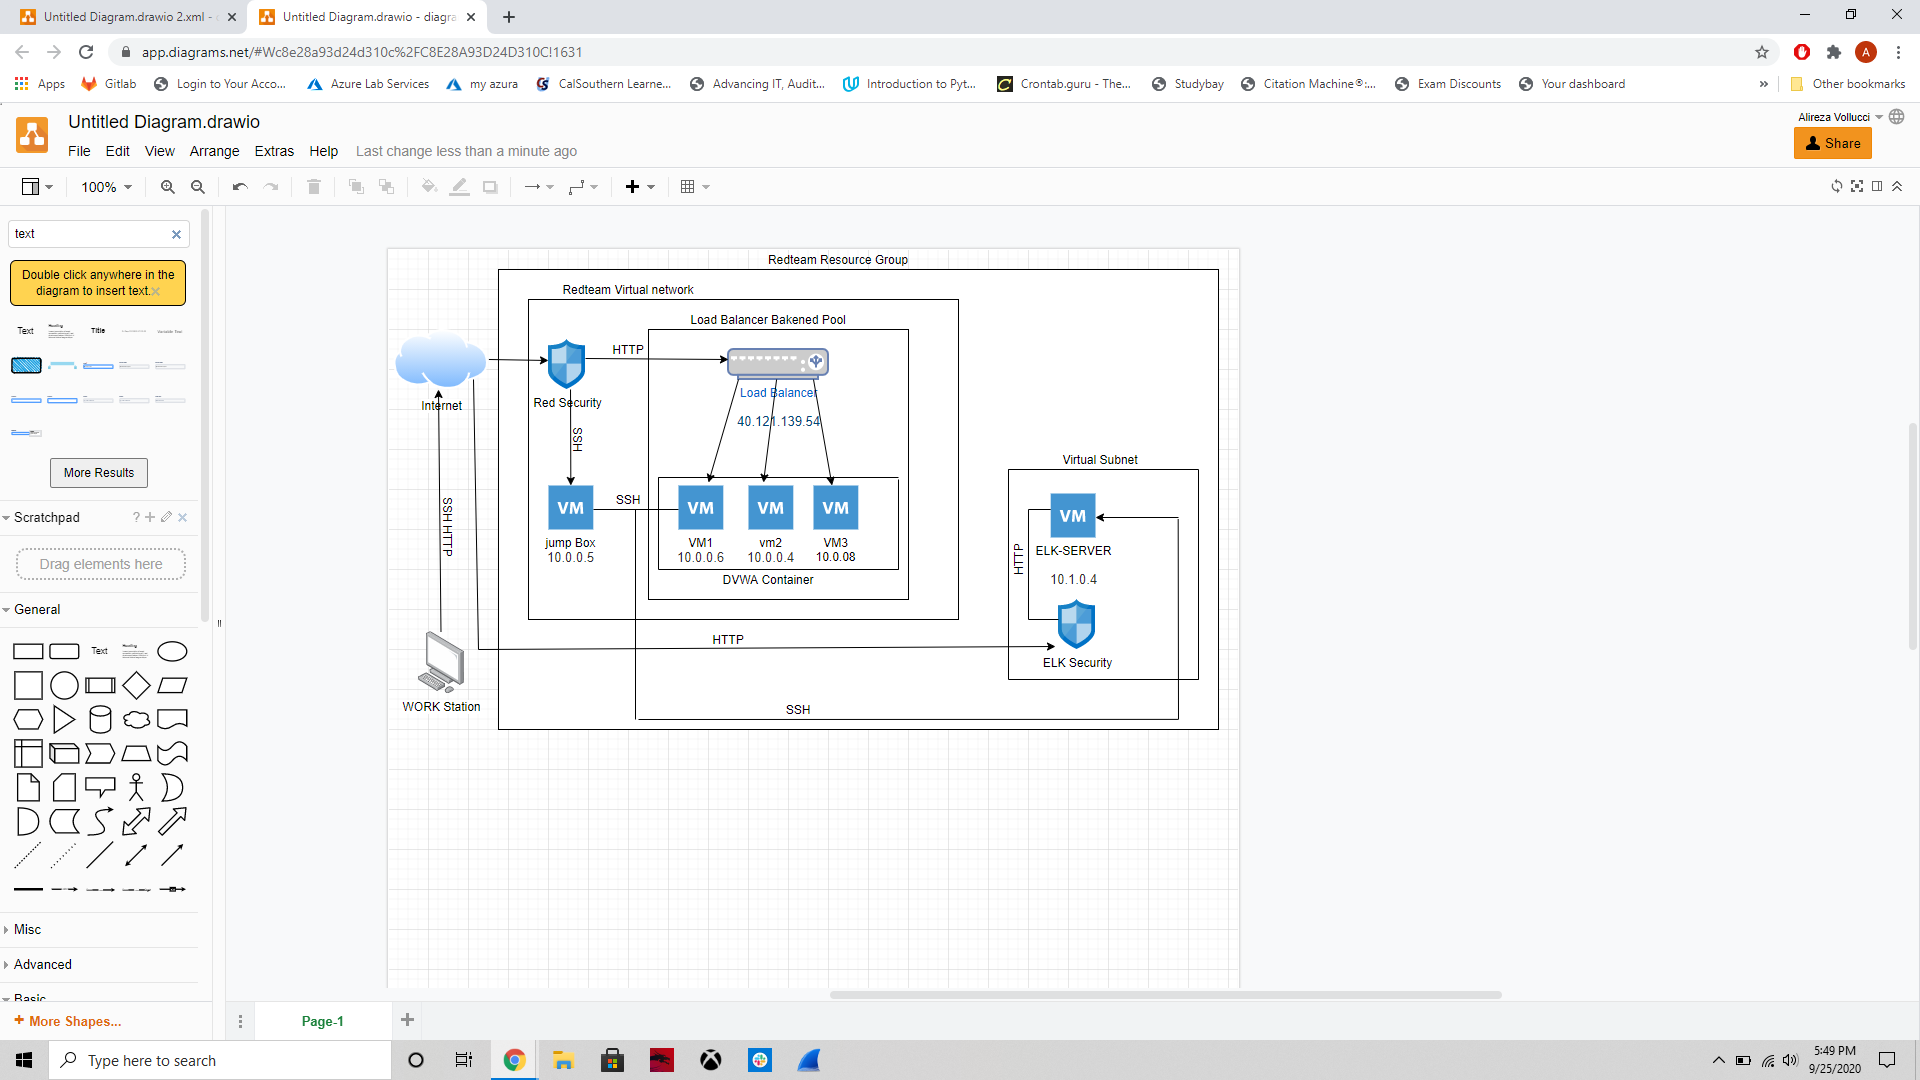 Untitled Diagram.drawio 2.xml -
Untitled Diagram.drawio - diagra
app.diagrams.net/#Wc8e28a93d24d310c%2FC8E28A93D24D310C!1631
A
Apps
Gitlab
Login to Your Acco...
Azure Lab Services
my azura
CalSouthern Learne...
Advancing IT, Audit...
Introduction to Pyt...
Crontab.guru - The...
Studybay
Citation Machine®:...
Exam Discounts
Your dashboard
»
Other bookmarks
Untitled Diagram.drawio
Alireza Vollucci
File Edit View Arrange Extras Help Last change less than a minute ago
Share
100%
text
Double click anywhere in the
diagram to insert text.
Text
Heading
Title
More Results
Scratchpad
?
Drag elements here
General
Text
Heading
Misc
Advanced
Basic
+ More Shapes...
Redteam Resource Group
Redteam Virtual network
Load Balancer Bakened Pool
HTTP
Internet
Red Security
Load Balancer
40.121.139.54
HSS
Virtual Subnet
SSH HTTP
SSH
VM
VM
VM
VM
VM
jump Box
10.0.0.5
VM1
10.0.0.6
vm2
10.0.0.4
VM3
10.0.08
DVWA Container
HTTP
ELK-SERVER
10.1.0.4
HTTP
ELK Security
WORK Station
SSH
Page-1
Type here to search
5:49 PM
9/25/2020